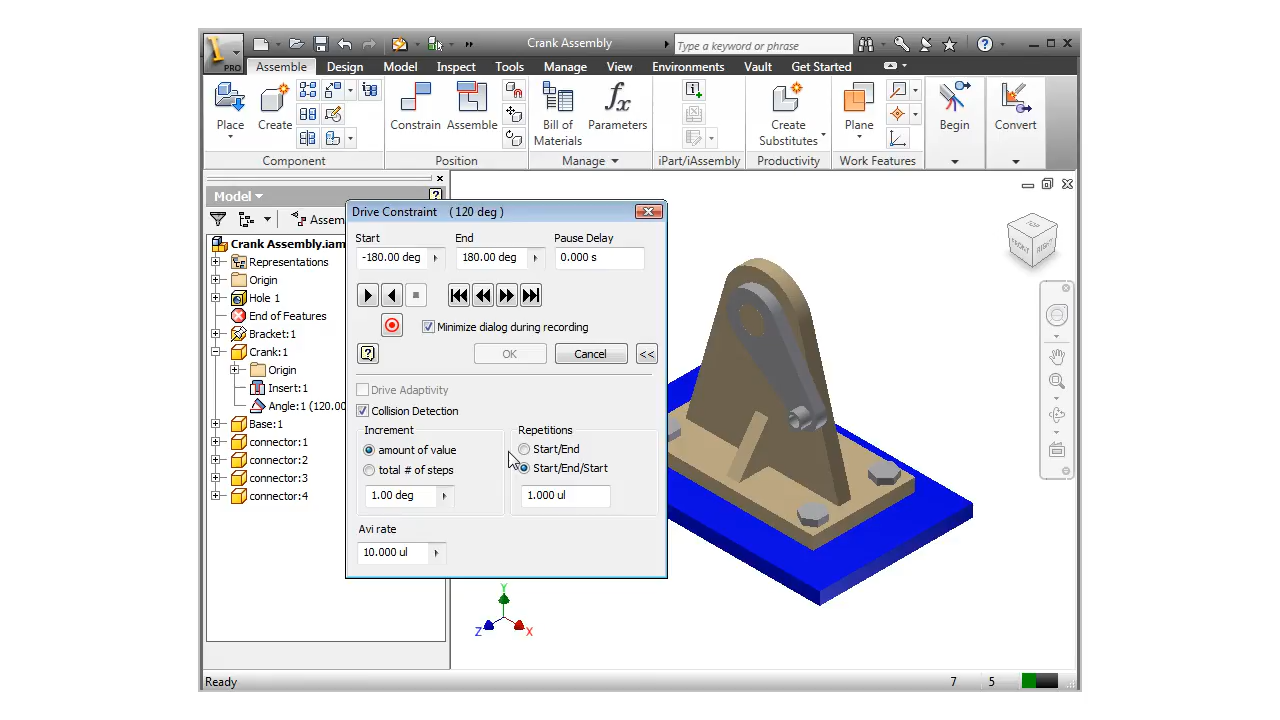 PRO
Crank Assembly
Type a keyword or phrase
Assemble Design Model Inspect Tools Manage View Environments Vault Get Started
Place Create Constrain Assemble Bill of Materials Parameters Create Substitutes Plane Begin Convert
Component Position Manage iPart/iAssembly Productivity Work Features
Model
Assem
Crank Assembly.iam
Representations
Origin
Hole 1
End of Features
Bracket:1
Crank:1
Origin
Insert:1
Angle:1 (120.00
Base:1
connector:1
connector:2
connector:3
connector:4
Drive Constraint (120 deg )
Start End Pause Delay
-180.00 deg 180.00 deg 0.000 s
Minimize dialog during recording
OK Cancel <<
Drive Adaptivity
Collision Detection
Increment
amount of value
total # of steps
1.00 deg
Repetitions
Start/End
Start/End/Start
1.000 ul
Avi rate
10.000 ul
TOP
FRONT RIGHT
Y
Z X
Ready 7 5